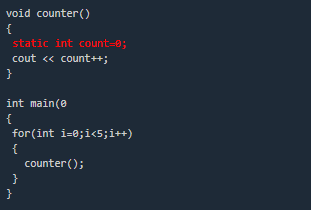 void counter()
{
static int count=0;
cout << count++;
}
int main(0
{
for(int i=0;i<5;i++)
{
counter();
}
}